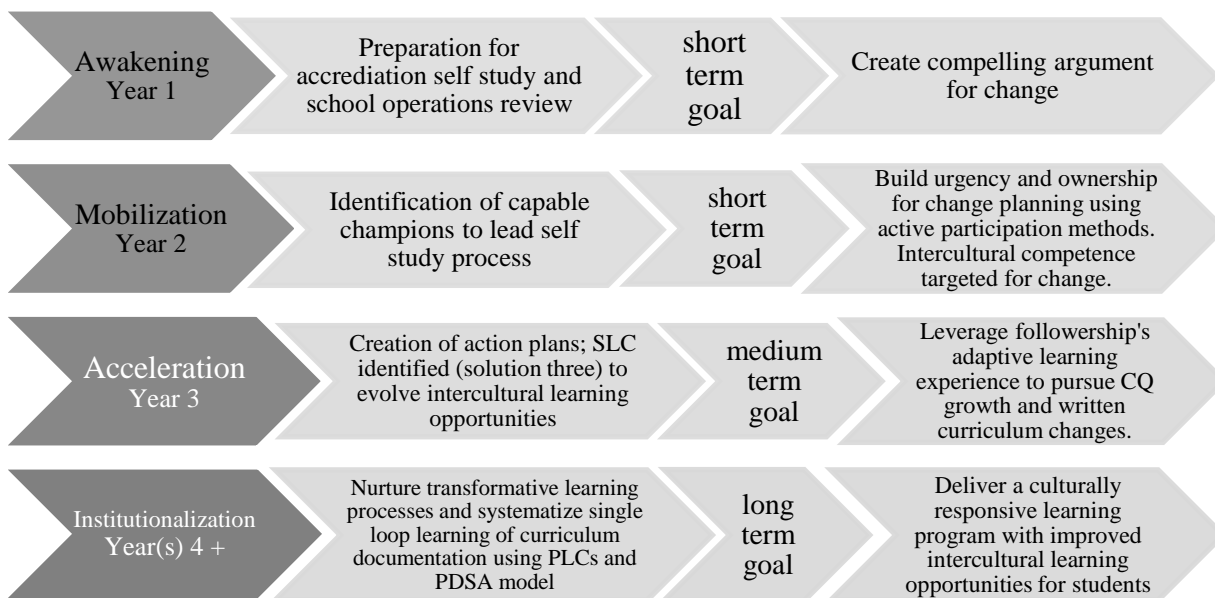 Awakening
Year 1
Preparation for
accrediation self study and
school operations review
short
term
goal
Create compelling argument
for change
Mobilization
Year 2
Identification of capable
champions to lead self
study process
short
term
goal
Build urgency and ownership
for change planning using
active participation methods.
Intercultural competence
targeted for change.
Acceleration
Year 3
Creation of action plans; SLC
identified (solution three) to
evolve intercultural learning
opportunities
medium
term
goal
Leverage followership's
adaptive learning
experience to pursue CQ
growth and written
curriculum changes.
Institutionalization
Year(s) 4 +
Nurture transformative learning
processes and systematize single
loop learning of curriculum
documentation using PLCs and
PDSA model
long
term
goal
Deliver a culturally
responsive learning
program with improved
intercultural learning
opportunities for students